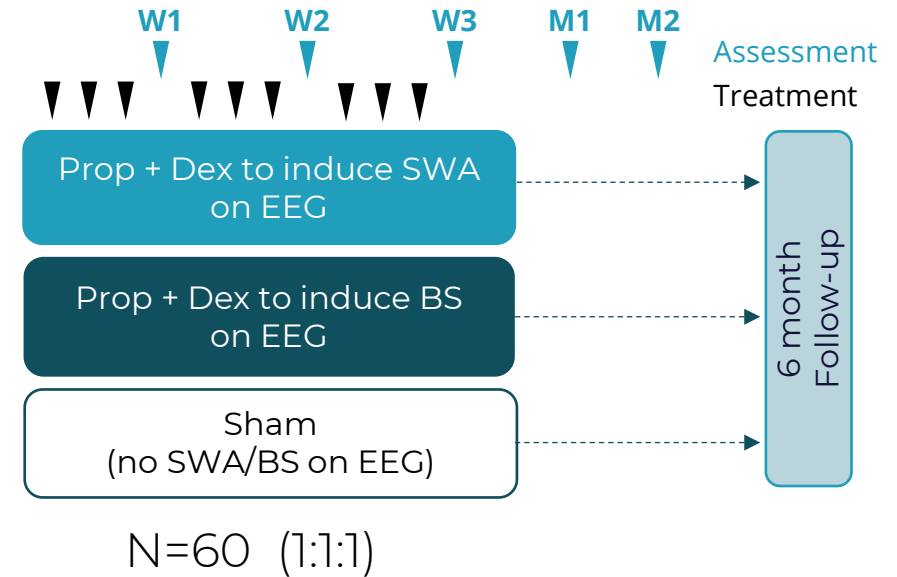 W1 W2 W3 M1 M2
Assessment
Treatment
Prop + Dex to induce SWA
on EEG
Prop + Dex to induce BS
on EEG
Sham
(no SWA/BS on EEG)
6 month
Follow-up
N=60 (1:1:1)